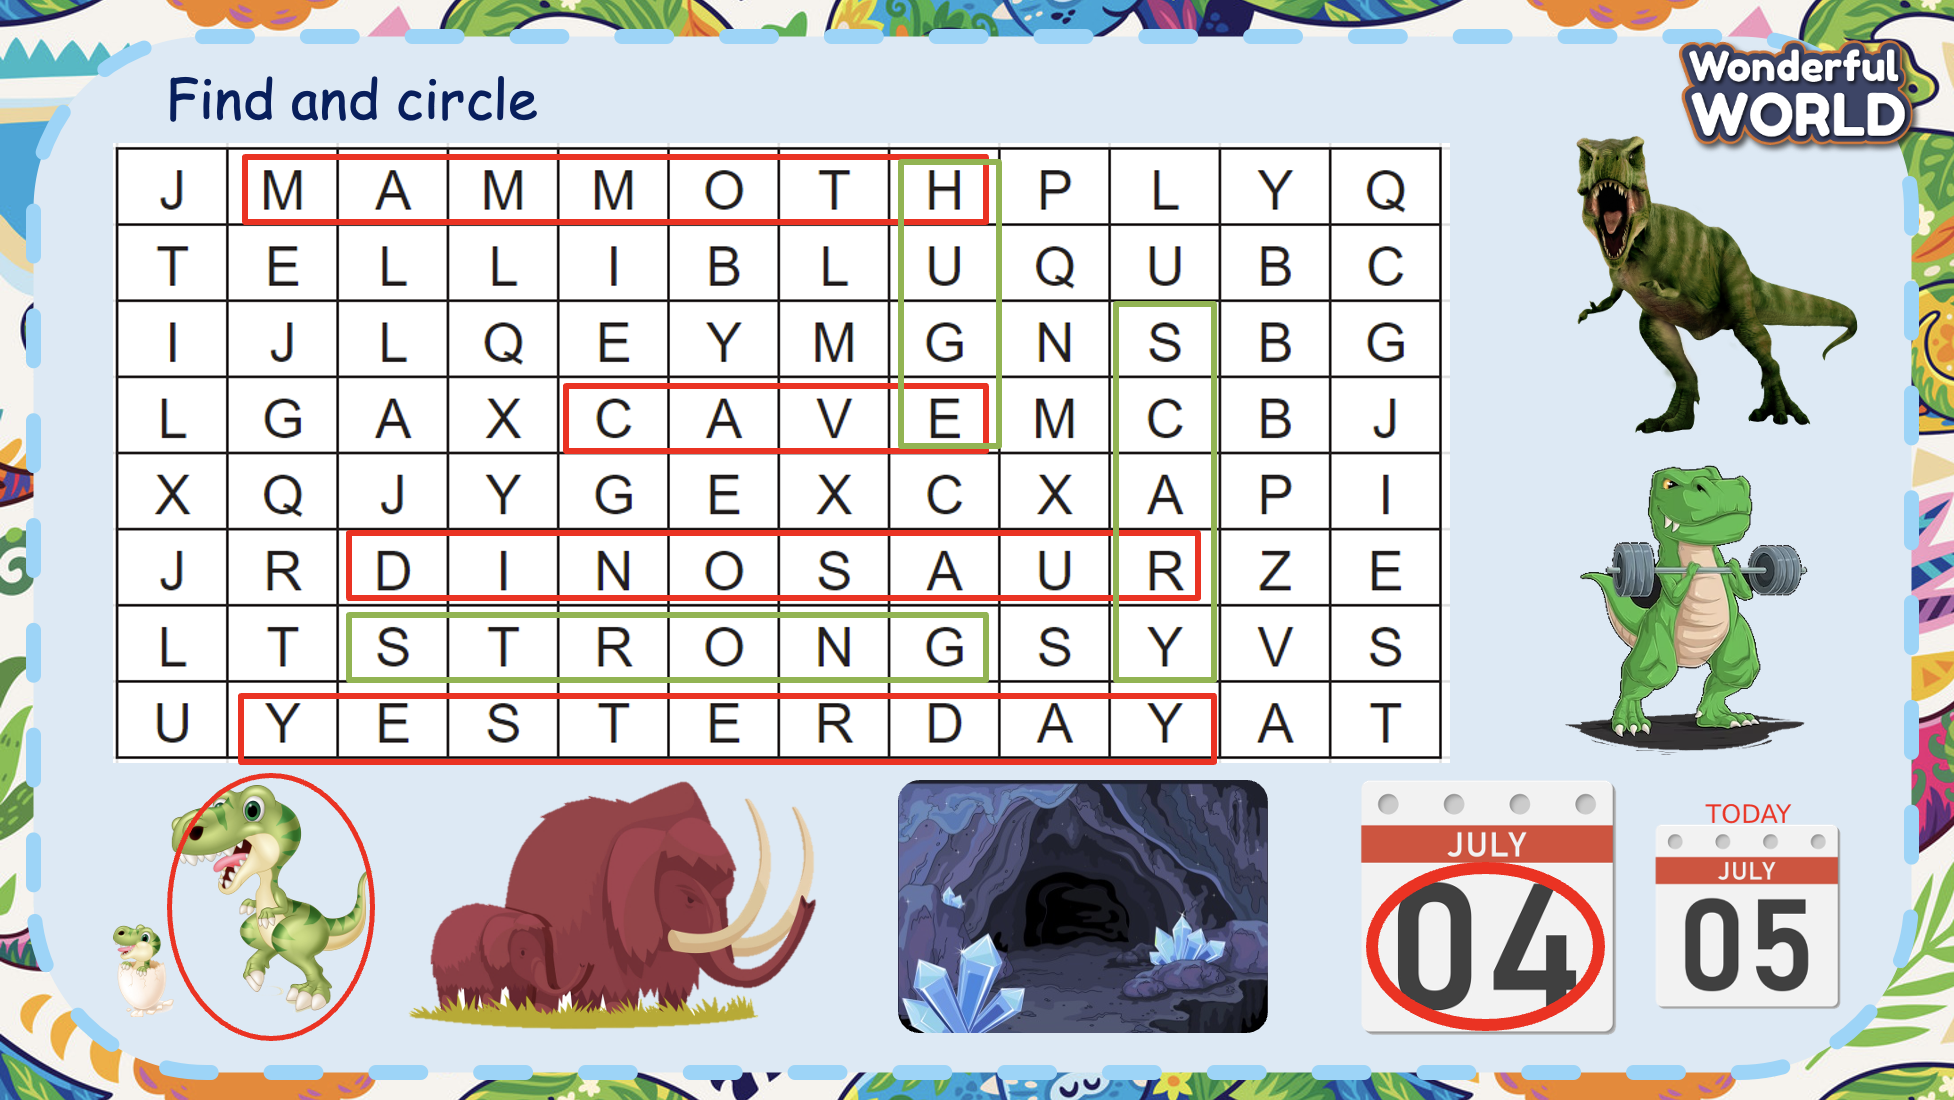 Find and circle
Wonderful
WORLD
J M A M M O T H P L Y Q
T E L L I B L U Q U B C
I J L Q E Y M G N S B G
L G A X C A V E M C B J
X Q J Y G E X C X A P I
J R D I N O S A U R Z E
L T S T R O N G S Y V S
U Y E S T E R D A Y A T
JULY
04
TODAY
JULY
05